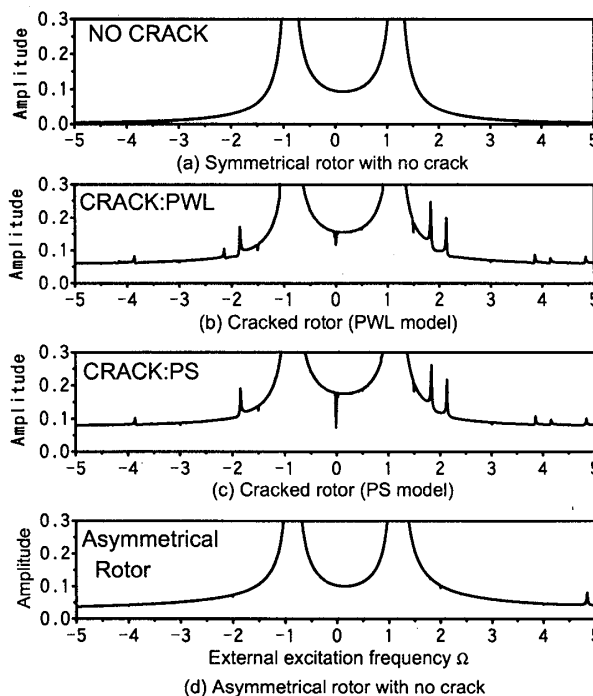 NO CRACK
Amplitude
0.3
0.2
0.1
0.0
-5 -4 -3 -2 -1 0 1 2 3 4 5
(a) Symmetrical rotor with no crack
CRACK:PWL
Amplitude
0.3
0.2
0.1
0.0
-5 -4 -3 -2 -1 0 1 2 3 4 5
(b) Cracked rotor (PWL model)
CRACK:PS
Amplitude
0.3
0.2
0.1
0.0
-5 -4 -3 -2 -1 0 1 2 3 4 5
(c) Cracked rotor (PS model)
Asymmetrical
Rotor
Amplitude
0.3
0.2
0.1
0.0
-5 -4 -3 -2 -1 0 1 2 3 4 5
External excitation frequency Ω
(d) Asymmetrical rotor with no crack